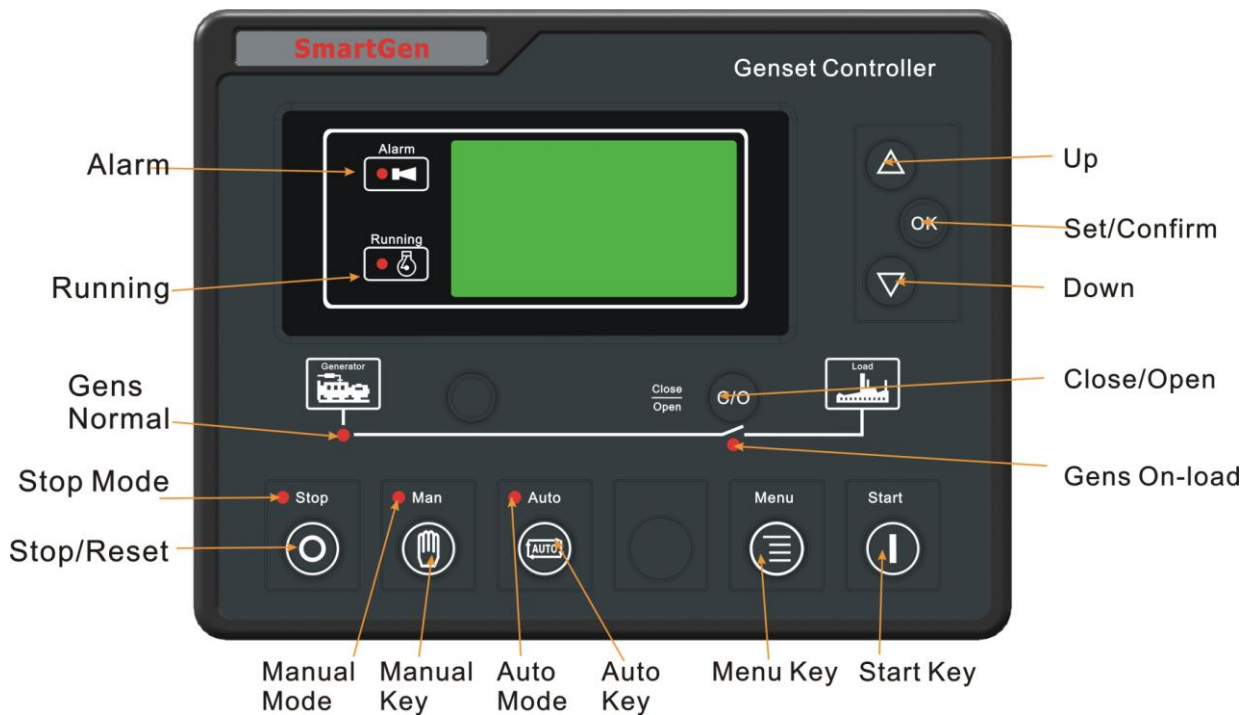 SmartGen
Genset Controller
Alarm
Alarm
Up
OK
Set/Confirm
Running
Running
Down
Generator
Load
Gens
Normal
Close
Open
C/O
Close/Open
Stop Mode
Gens On-load
Stop
Man
Auto
Menu
Start
Stop/Reset
AUTO
Manual
Mode
Manual
Key
Auto
Mode
Auto
Key
Menu Key
Start Key